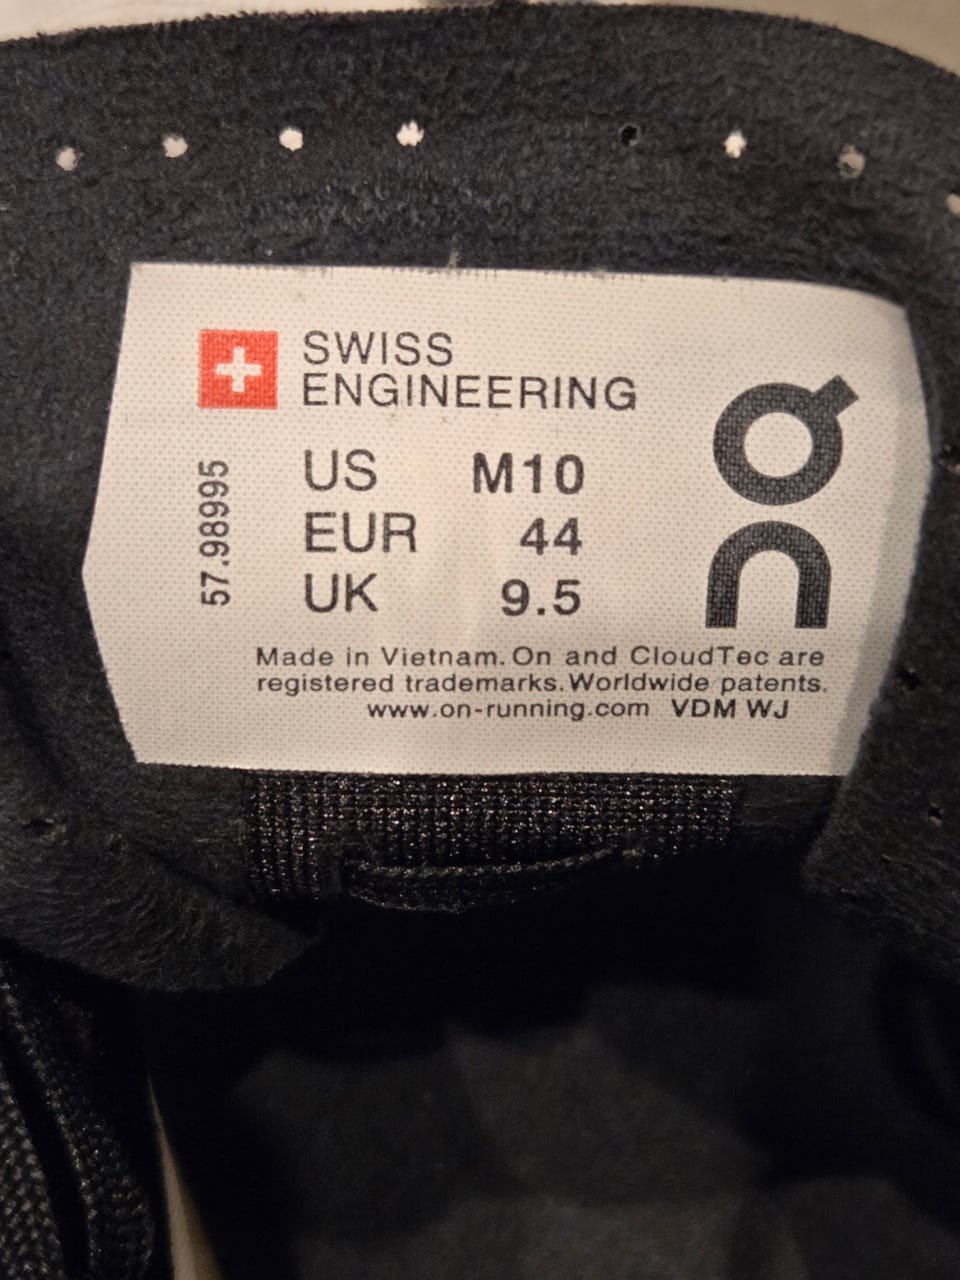 SWISS
ENGINEERING
57.98995
US M10
EUR 44
UK 9.5
On
Made in Vietnam. On and CloudTec are
registered trademarks. Worldwide patents.
www.on-running.com VDM WJ